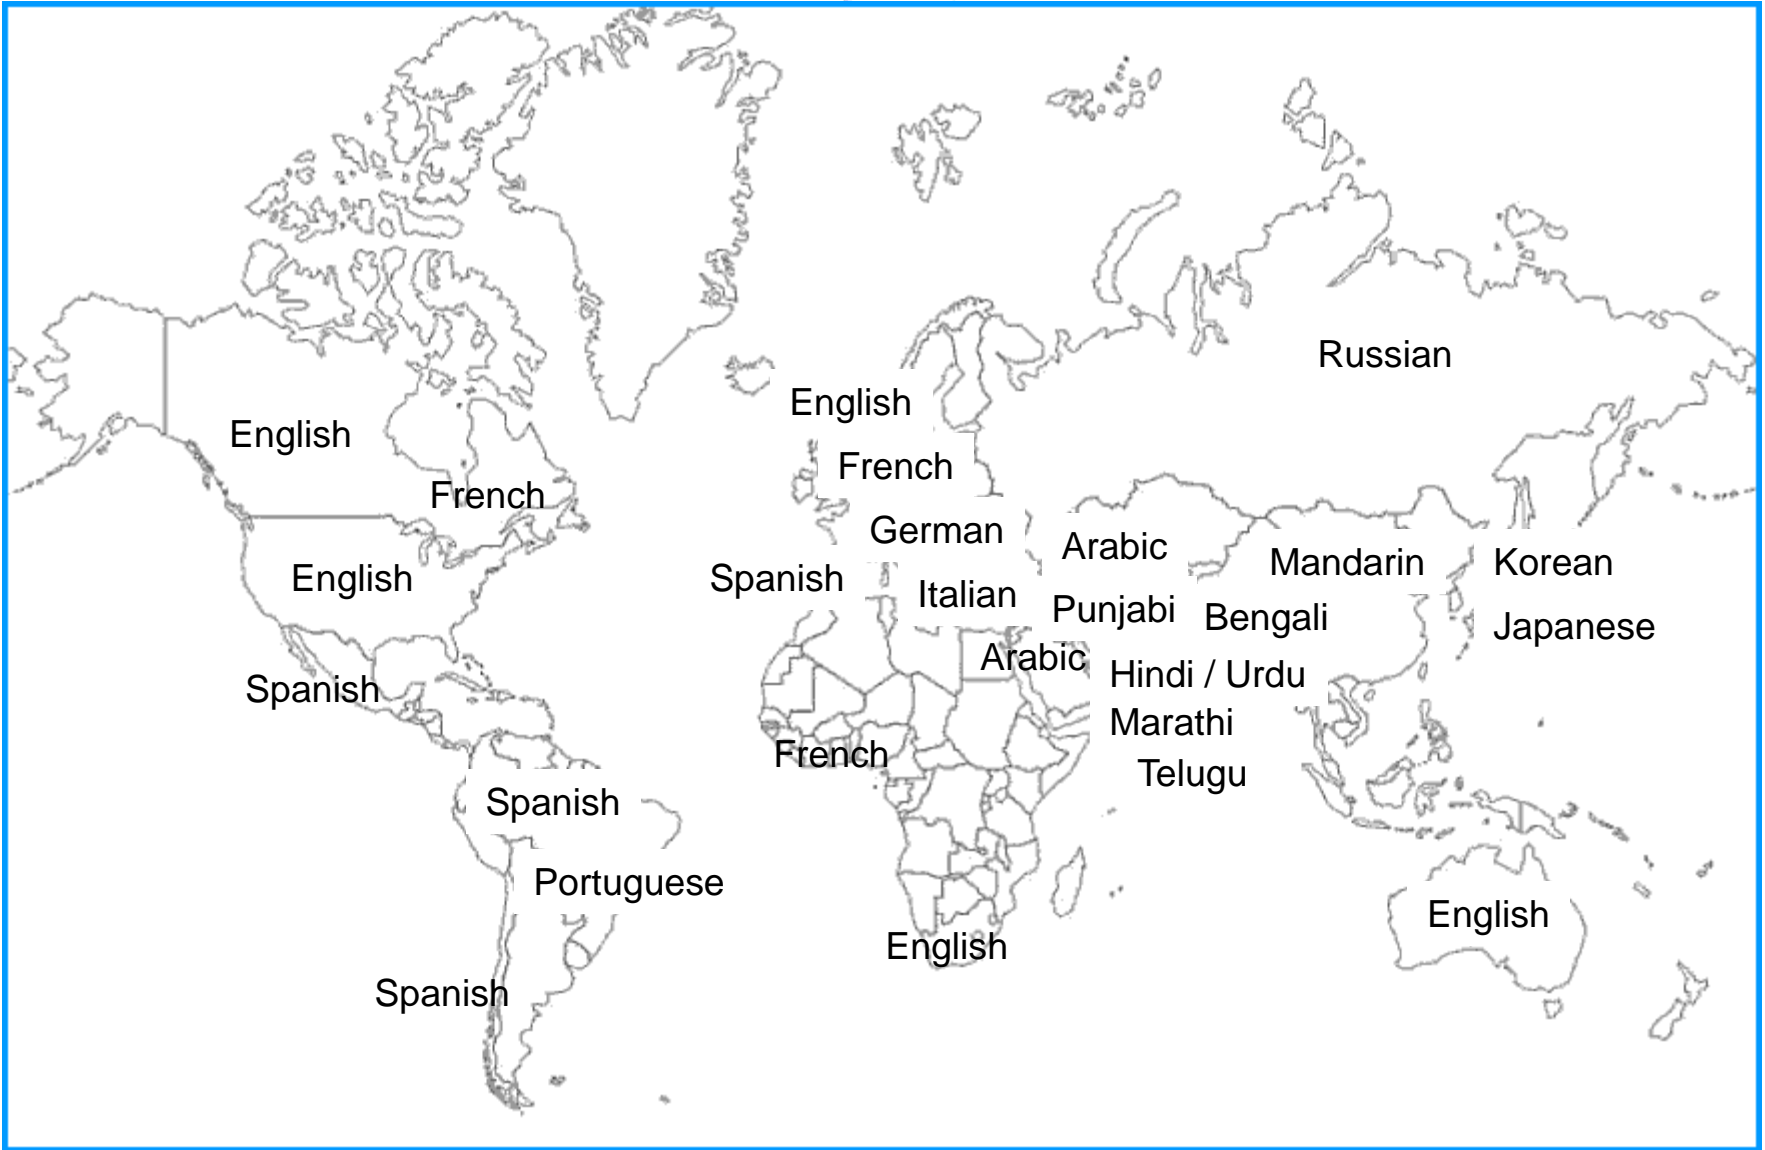 Russian
English
English
French
French
German
Arabic
Mandarin
Korean
English
Spanish
Italian
Punjabi
Bengali
Japanese
Arabic
Spanish
Hindi / Urdu
Marathi
French
Telugu
Spanish
Portuguese
English
English
Spanish